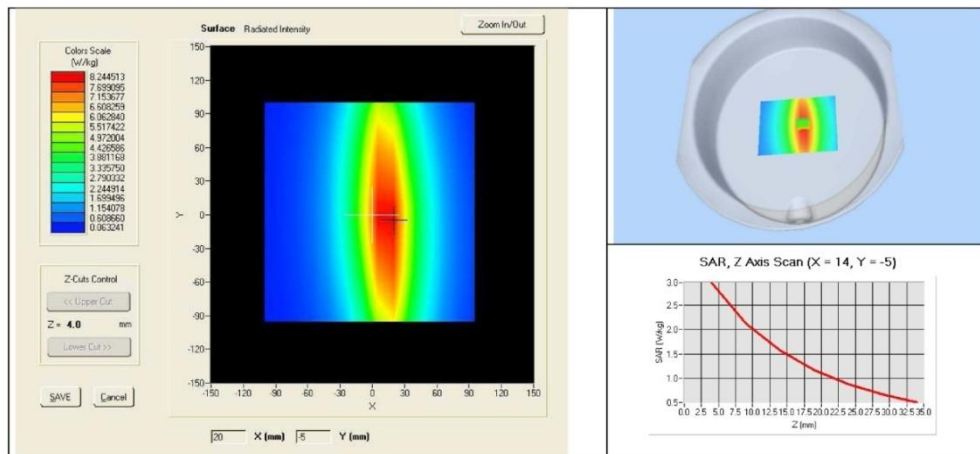 Surface Radiated Intensity
Zoom In/Out
Colors Scale
(W/kg)
8.244513
7.699095
7.153677
6.608259
6.062840
5.517422
4.972004
4.426586
3.881168
3.335750
2.790332
2.244914
1.699496
1.154078
0.608660
0.063241
150
120
90
60
30
Y 0
-30
-60
-90
-120
-150
-150 -120 -90 -60 -30 0 30 60 90 120 150
X
Z-Cuts Control
<< Upper Cut
Z = 4.0 mm
Lower Cut >>
SAVE Cancel
20 X (mm) -5 Y (mm)
SAR, Z Axis Scan (X = 14, Y = -5)
SAR (W/kg)
3.0
2.5
2.0
1.5
1.0
0.5
0.0 2.5 5.0 7.5 10.0 12.5 15.0 17.5 20.0 22.5 25.0 27.5 30.0 32.5 35.0
Z (mm)